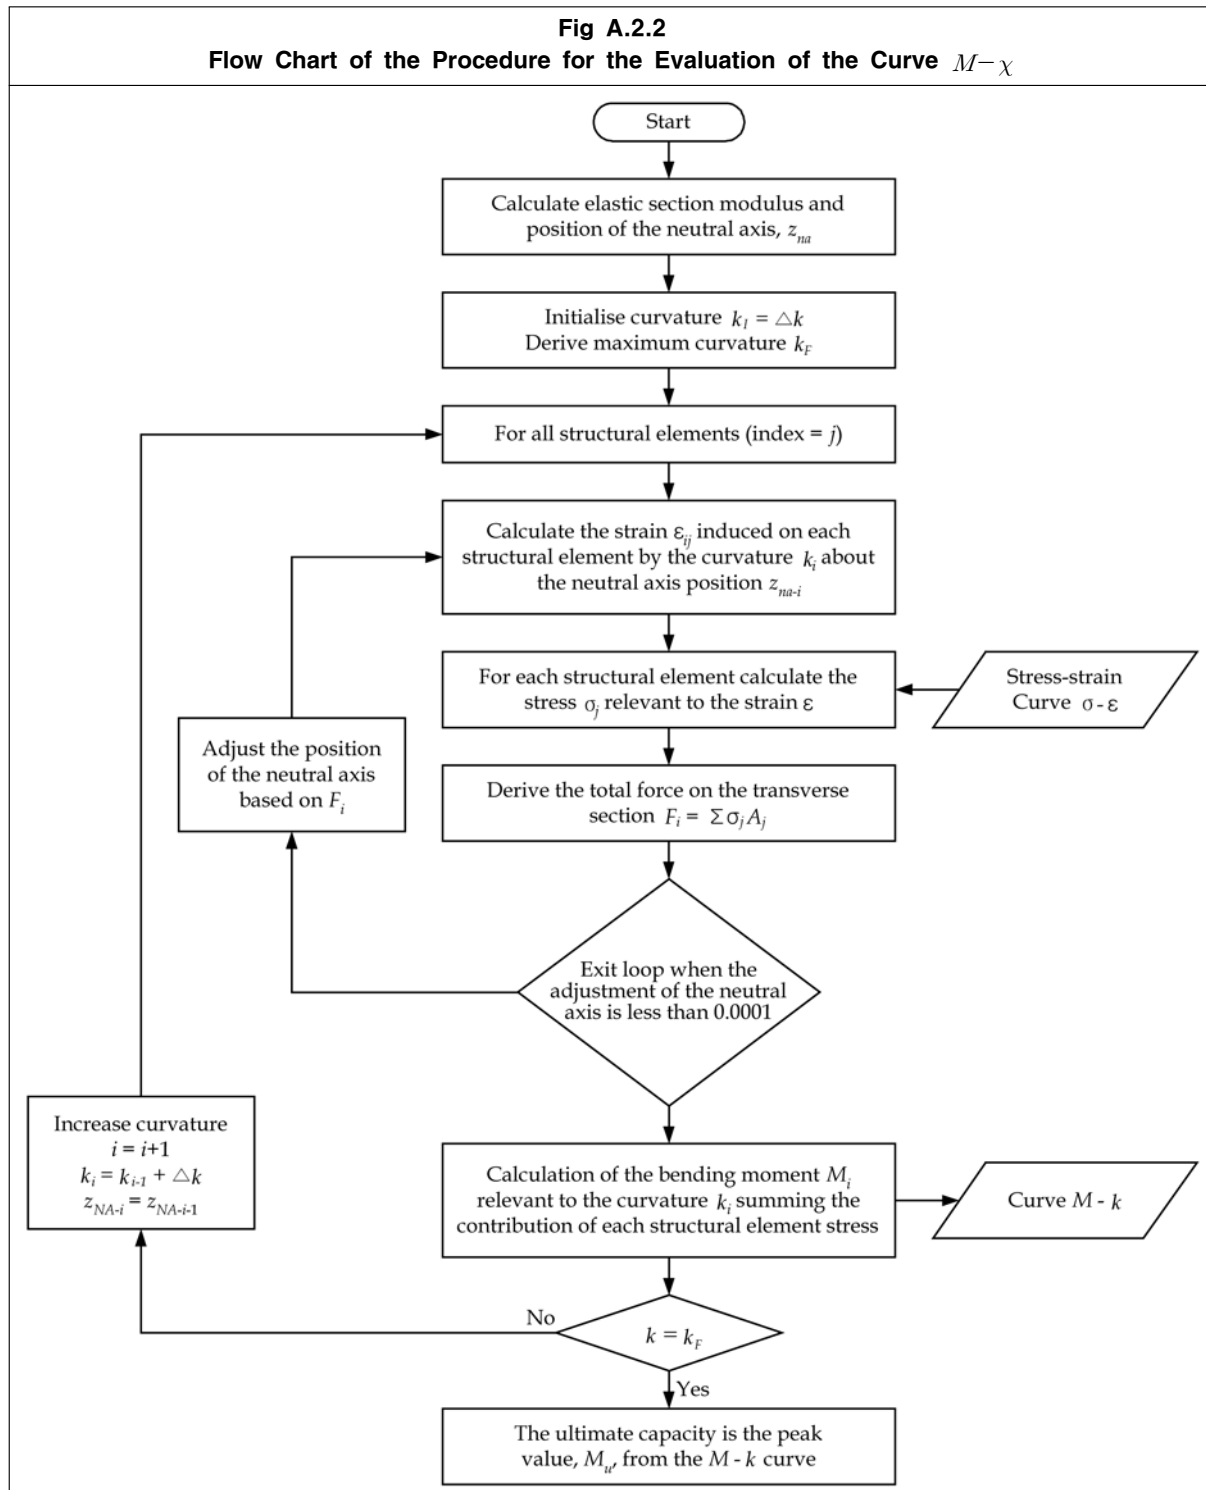 Fig A.2.2
Flow Chart of the Procedure for the Evaluation of the Curve M−χ
Start
Calculate elastic section modulus and
position of the neutral axis, z_na
Initialise curvature k_1 = △k
Derive maximum curvature k_F
For all structural elements (index = j)
Calculate the strain ε_ij induced on each
structural element by the curvature k_i about
the neutral axis position z_na-i
For each structural element calculate the
stress σ_j relevant to the strain ε
Stress-strain
Curve σ - ε
Adjust the position
of the neutral axis
based on F_i
Derive the total force on the transverse
section F_i = Σσ_j A_j
Exit loop when the
adjustment of the neutral
axis is less than 0.0001
Increase curvature
i = i+1
k_i = k_i-1 + △k
z_NA-i = z_NA-i-1
Calculation of the bending moment M_i
relevant to the curvature k_i summing the
contribution of each structural element stress
Curve M - k
No
k = k_F
Yes
The ultimate capacity is the peak
value, M_u, from the M - k curve